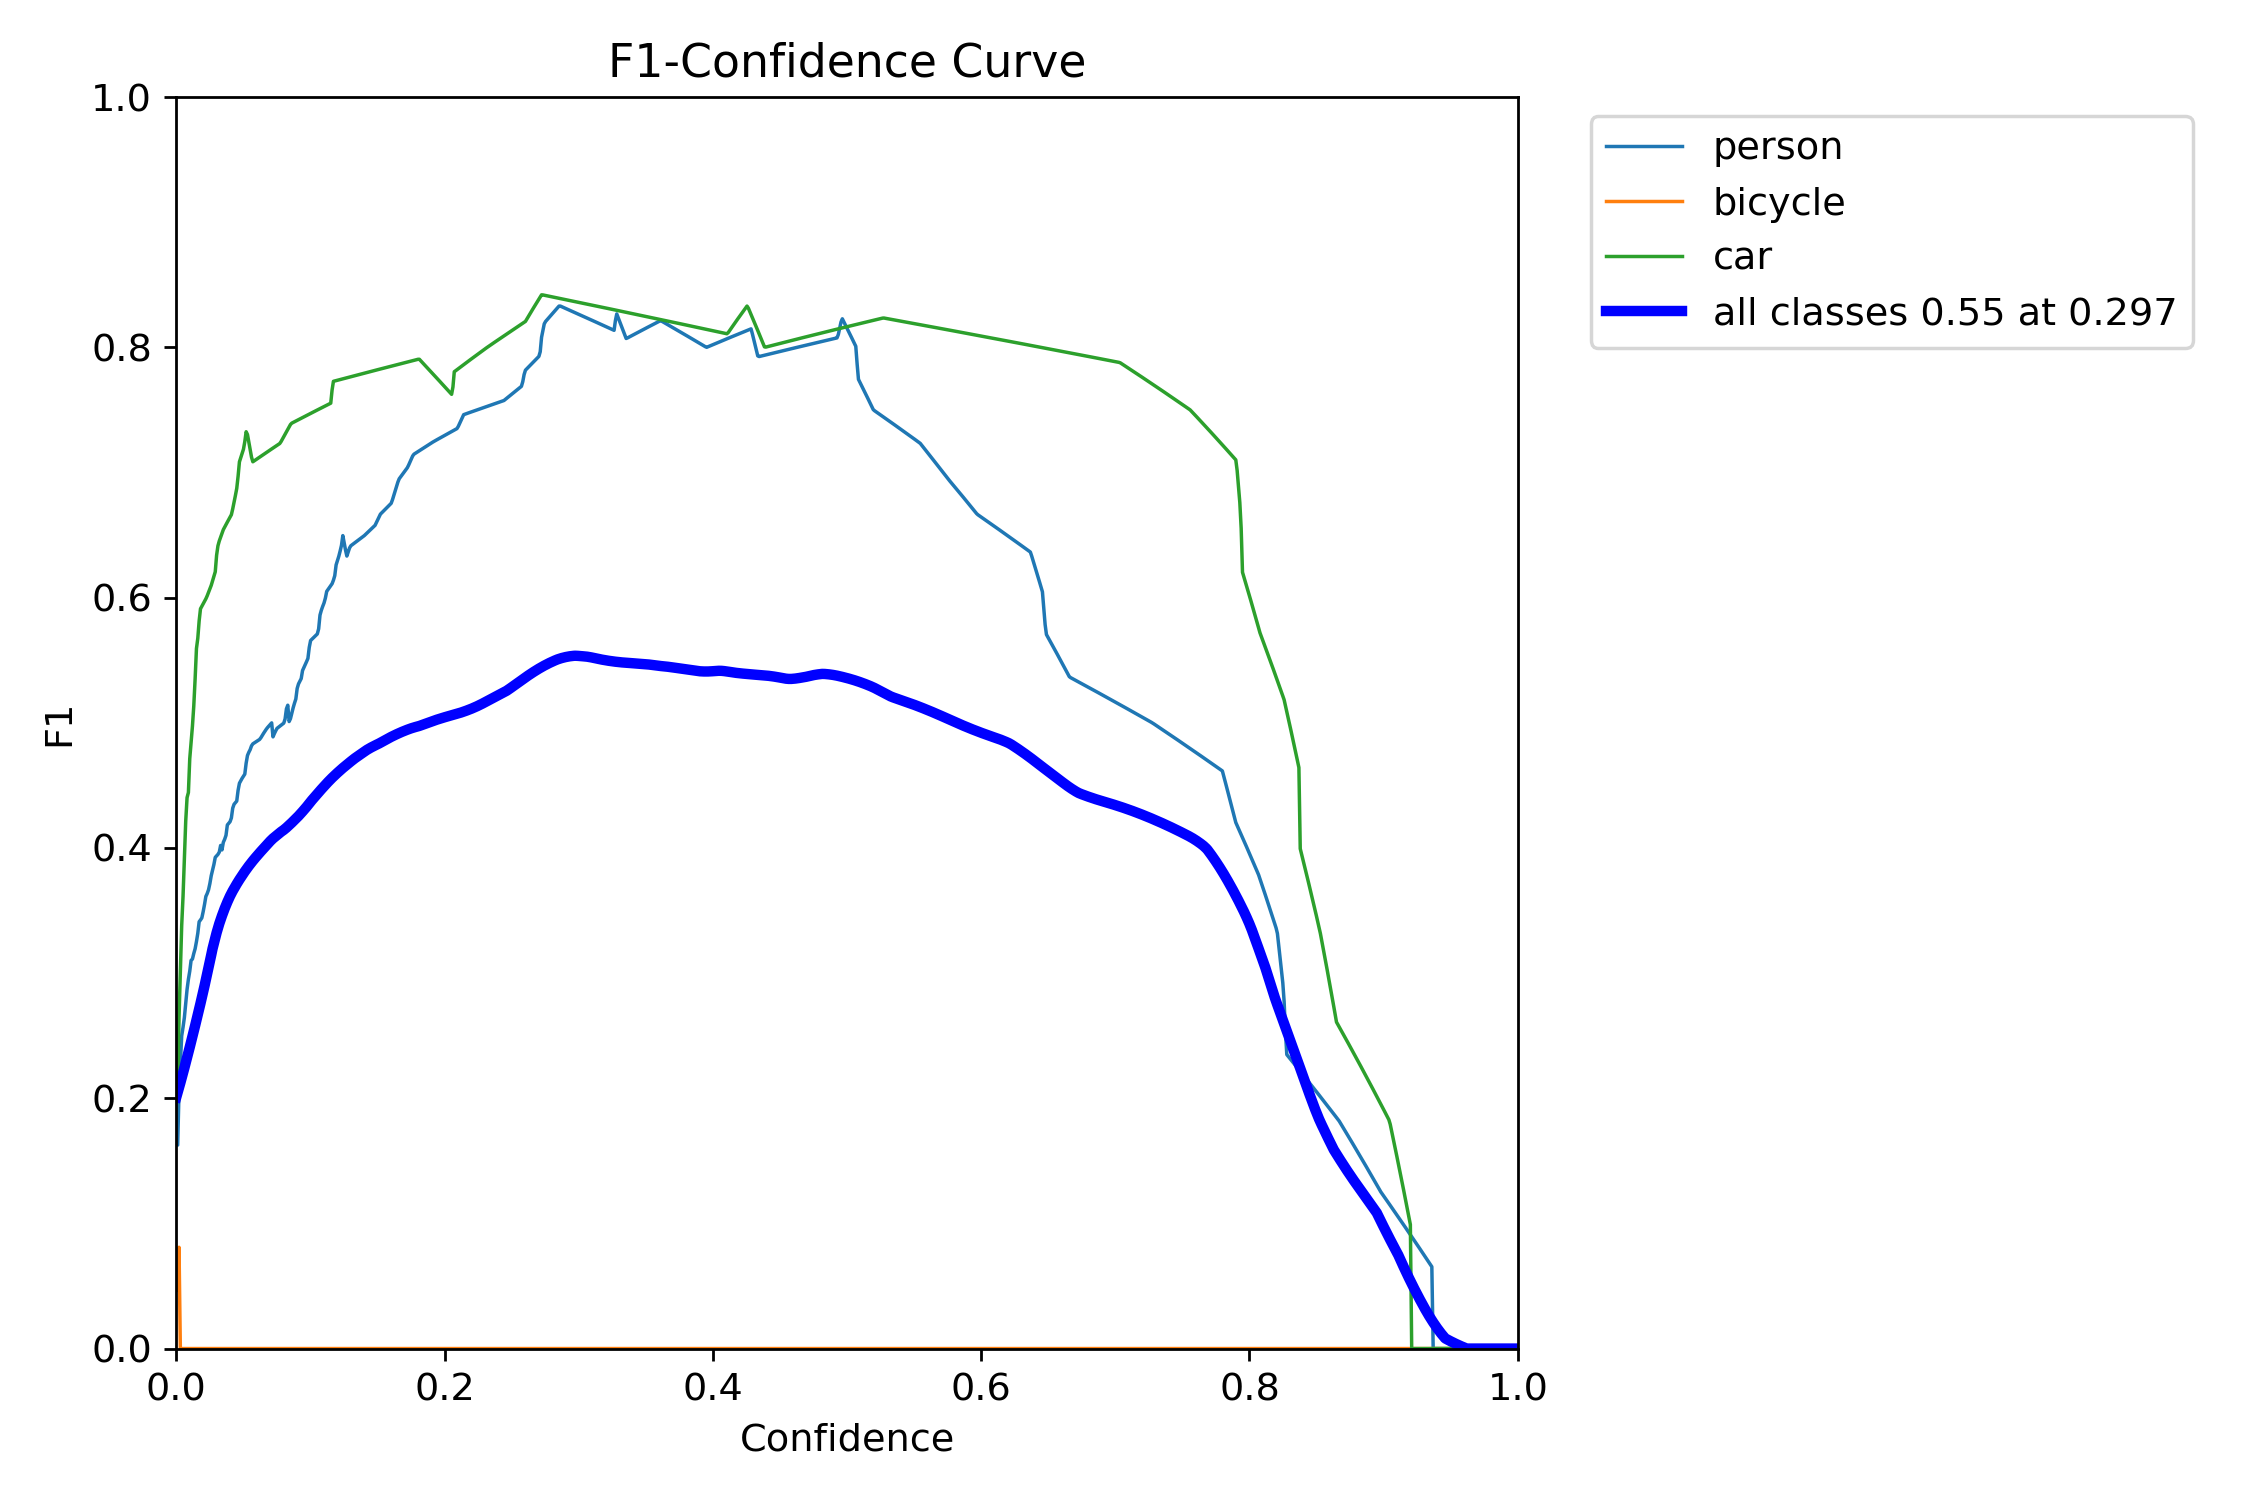 F1-Confidence Curve
1.0
0.8
0.6
0.4
0.2
0.0
F1
0.0 0.2 0.4 0.6 0.8 1.0
Confidence
person
bicycle
car
all classes 0.55 at 0.297